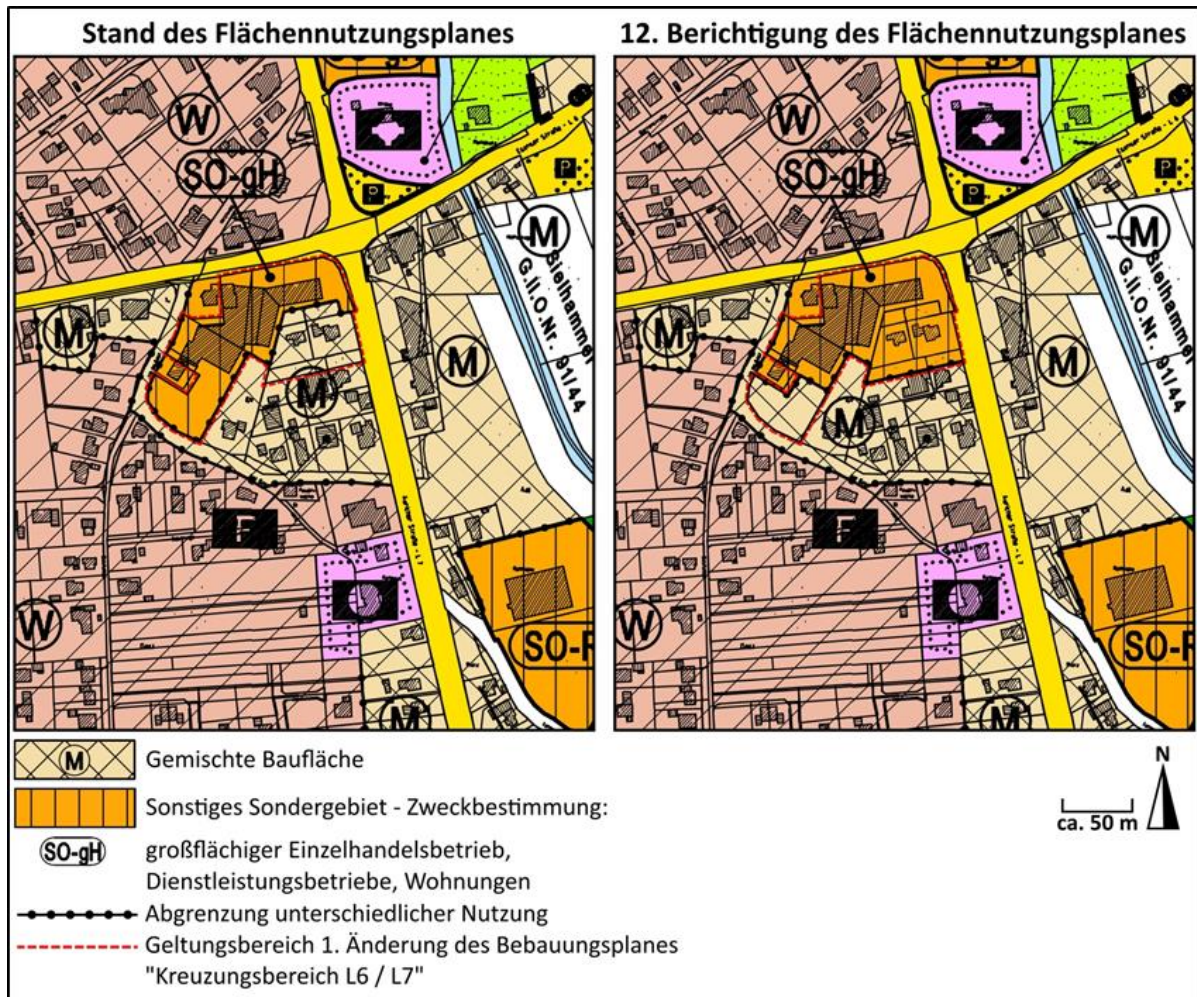 Stand des Flächennutzungsplanes
12. Berichtigung des Flächennutzungsplanes
W
SO-gH
P
M
Bielhammer
G.II.O.Nr. 91/44
M
M
M
F
W
SO-R
M
W
SO-gH
P
M
Bielhammer
G.II.O.Nr. 91/44
M
M
M
F
W
SO-R
M
M
Gemischte Baufläche
Sonstiges Sondergebiet - Zweckbestimmung:
SO-gH
großflächiger Einzelhandelsbetrieb,
Dienstleistungsbetriebe, Wohnungen
Abgrenzung unterschiedlicher Nutzung
Geltungsbereich 1. Änderung des Bebauungsplanes
"Kreuzungsbereich L6 / L7"
N
ca. 50 m